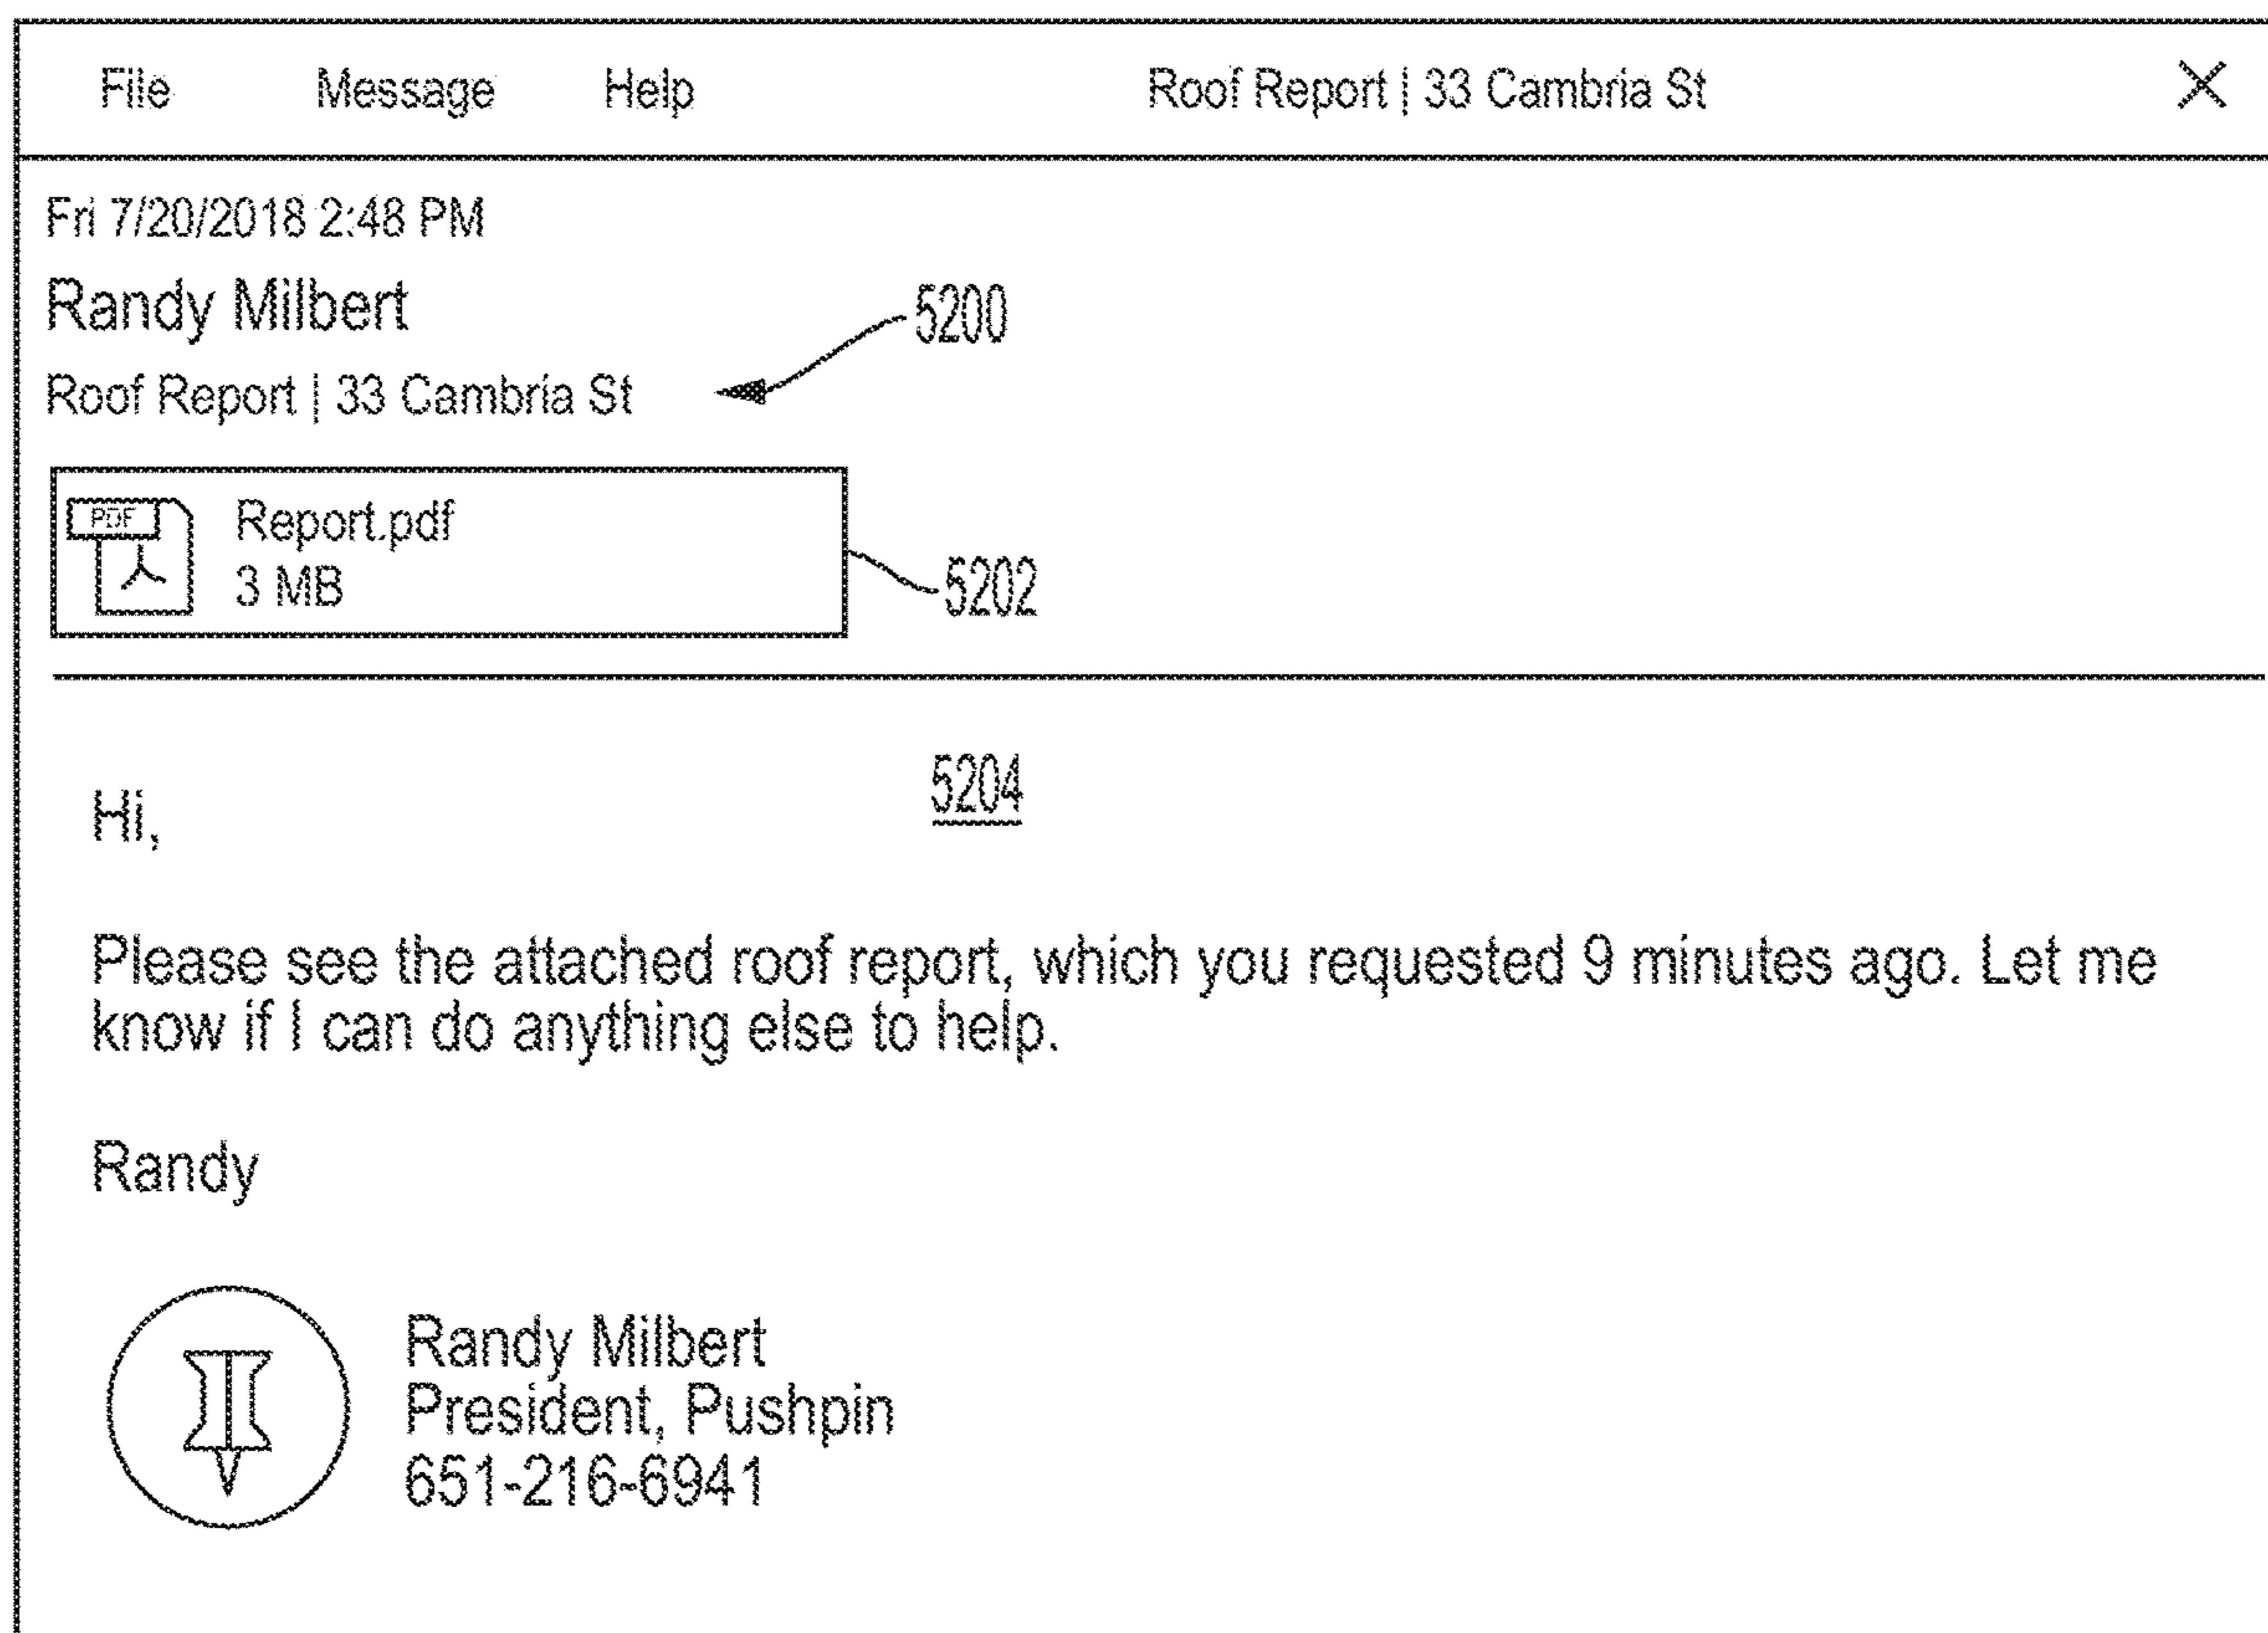 File Message Help Roof Report | 33 Cambria St
Fri 7/20/2018 2:48 PM
Randy Milbert
5200
Roof Report | 33 Cambria St
PDF
Report.pdf
3 MB
5202
5204
Hi,
Please see the attached roof report, which you requested 9 minutes ago. Let me
know if I can do anything else to help.
Randy
Randy Milbert
President, Pushpin
651-216-6941